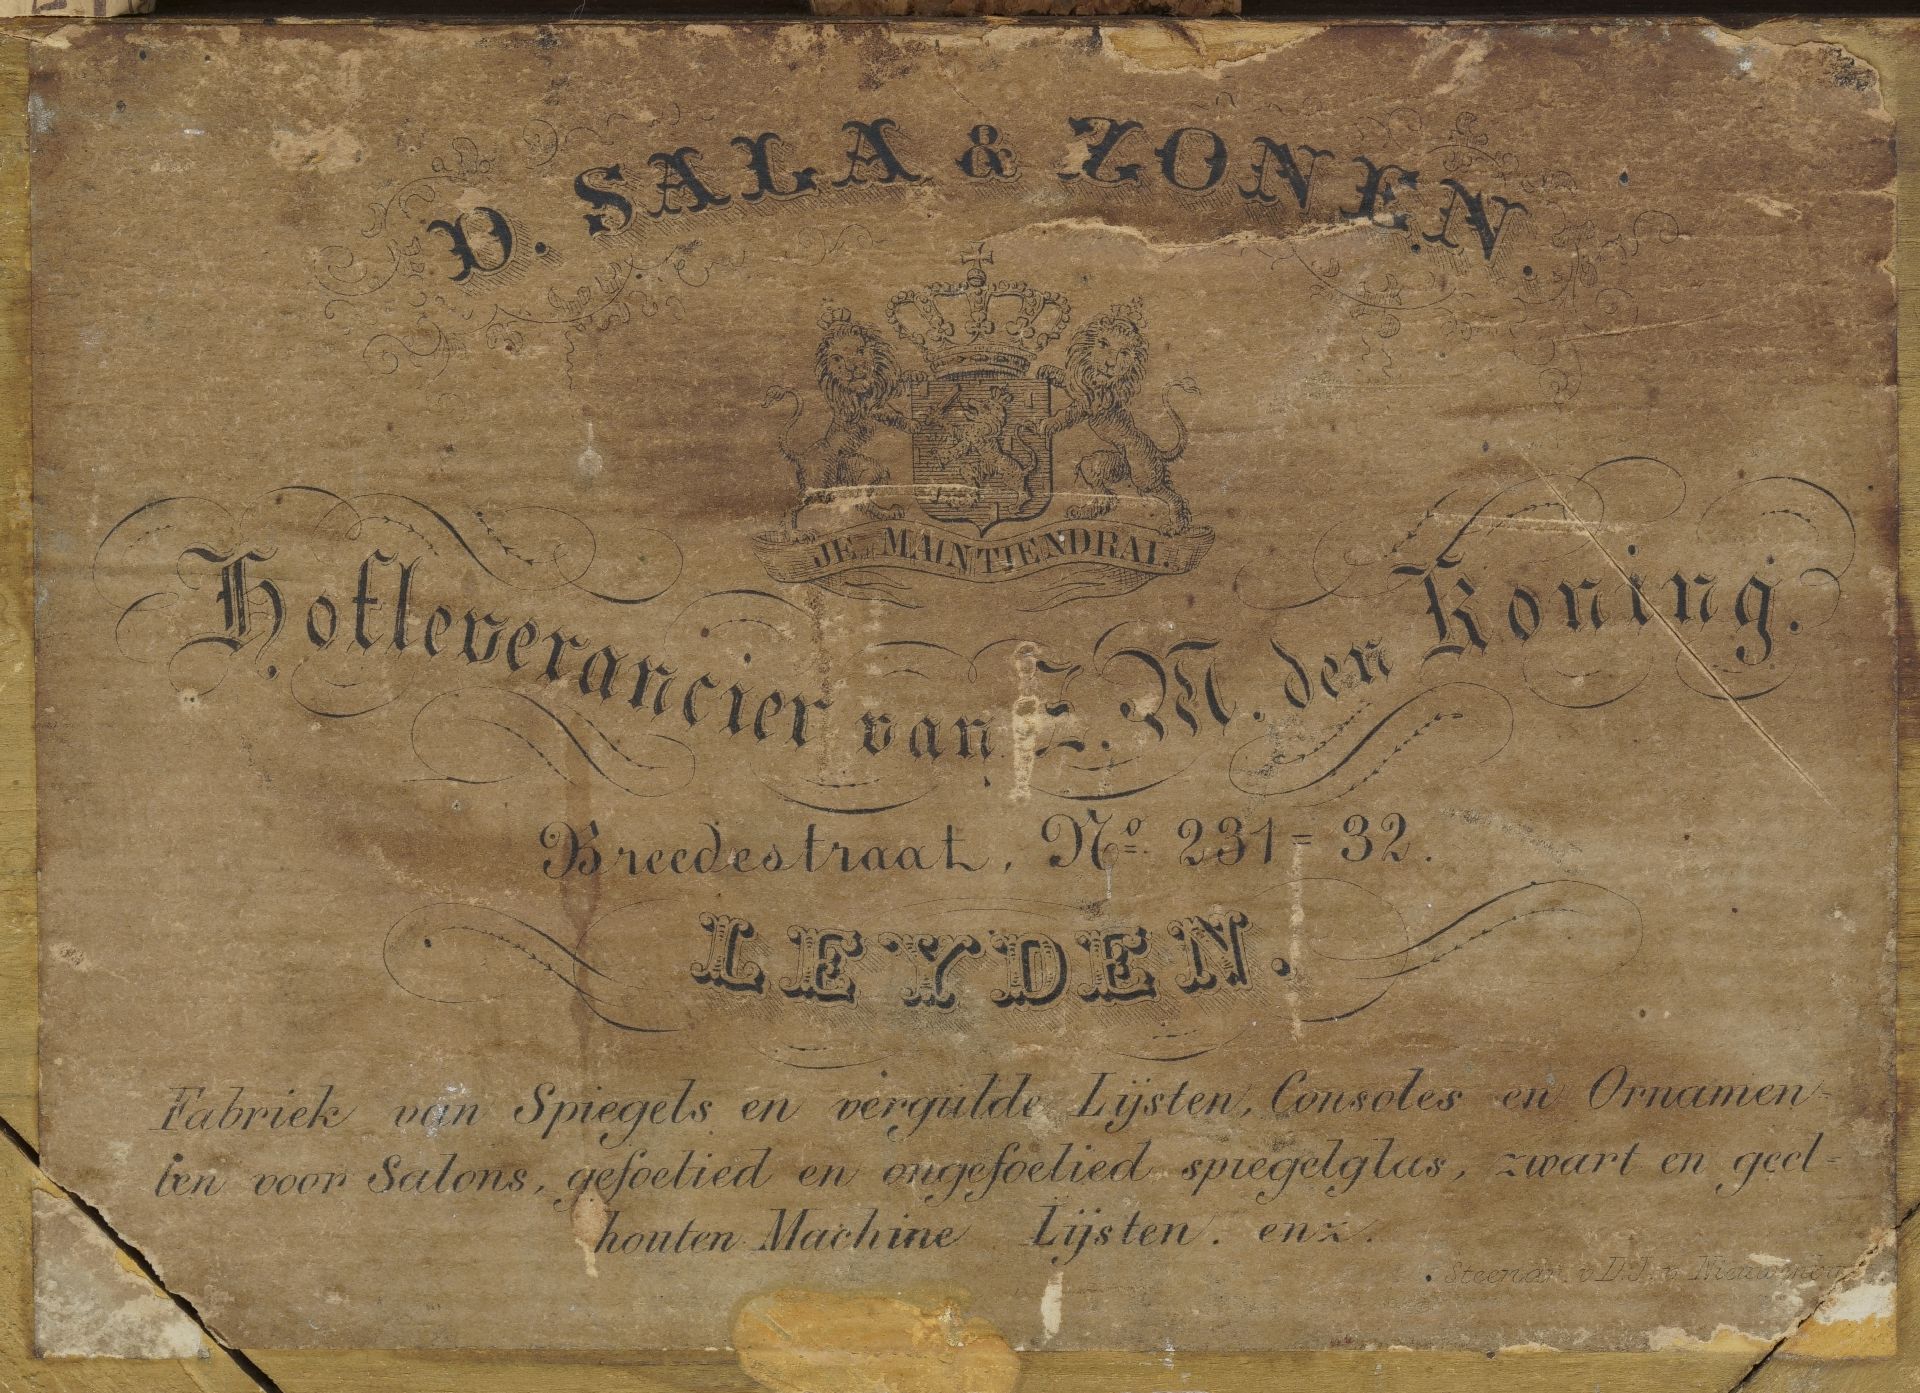 D. SALA & ZONEN.
JE MAINTIENDRAI.
Hofleverancier van Z. M. den Koning.
Breedestraat, No. 231=32.
LEYDEN.
Fabriek van Spiegels en vergulde Lijsten, Consoles en Ornamen-
ten voor Salons, gefoelied en ongefoelied spiegelglas, zwart en geel-
houten Machine Lijsten. enz.
Steendr. v. D. J. v.